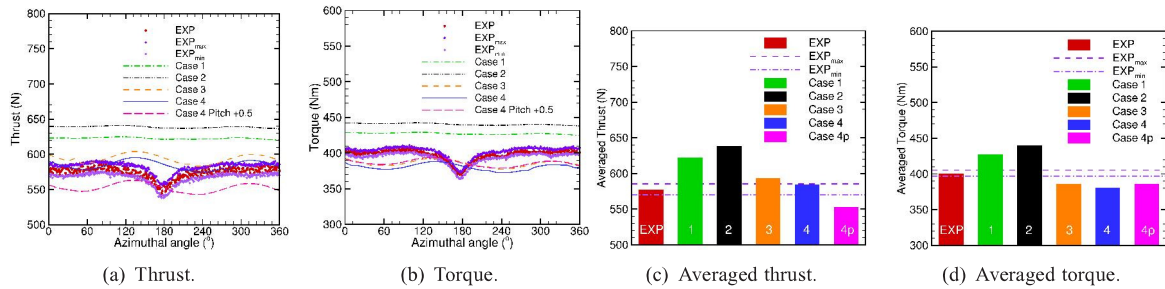 800
750
700
650
600
550
500
Thrust (N)
EXP
EXPmax
EXPmin
Case 1
Case 2
Case 3
Case 4
Case 4 Pitch +0.5
0 60 120 180 240 300 360
Azimuthal angle (⁰)
(a) Thrust.
600
550
500
450
400
350
300
Torque (Nm)
EXP
EXPmax
EXPmin
Case 1
Case 2
Case 3
Case 4
Case 4 Pitch +0.5
0 60 120 180 240 300 360
Azimuthal angle (⁰)
(b) Torque.
800
750
700
650
600
550
500
Averaged Thrust (N)
EXP
EXPmax
EXPmin
Case 1
Case 2
Case 3
Case 4
Case 4p
EXP 1 2 3 4 4p
(c) Averaged thrust.
600
550
500
450
400
350
300
Averaged Torque (Nm)
EXP
EXPmax
EXPmin
Case 1
Case 2
Case 3
Case 4
Case 4p
EXP 1 2 3 4 4p
(d) Averaged torque.